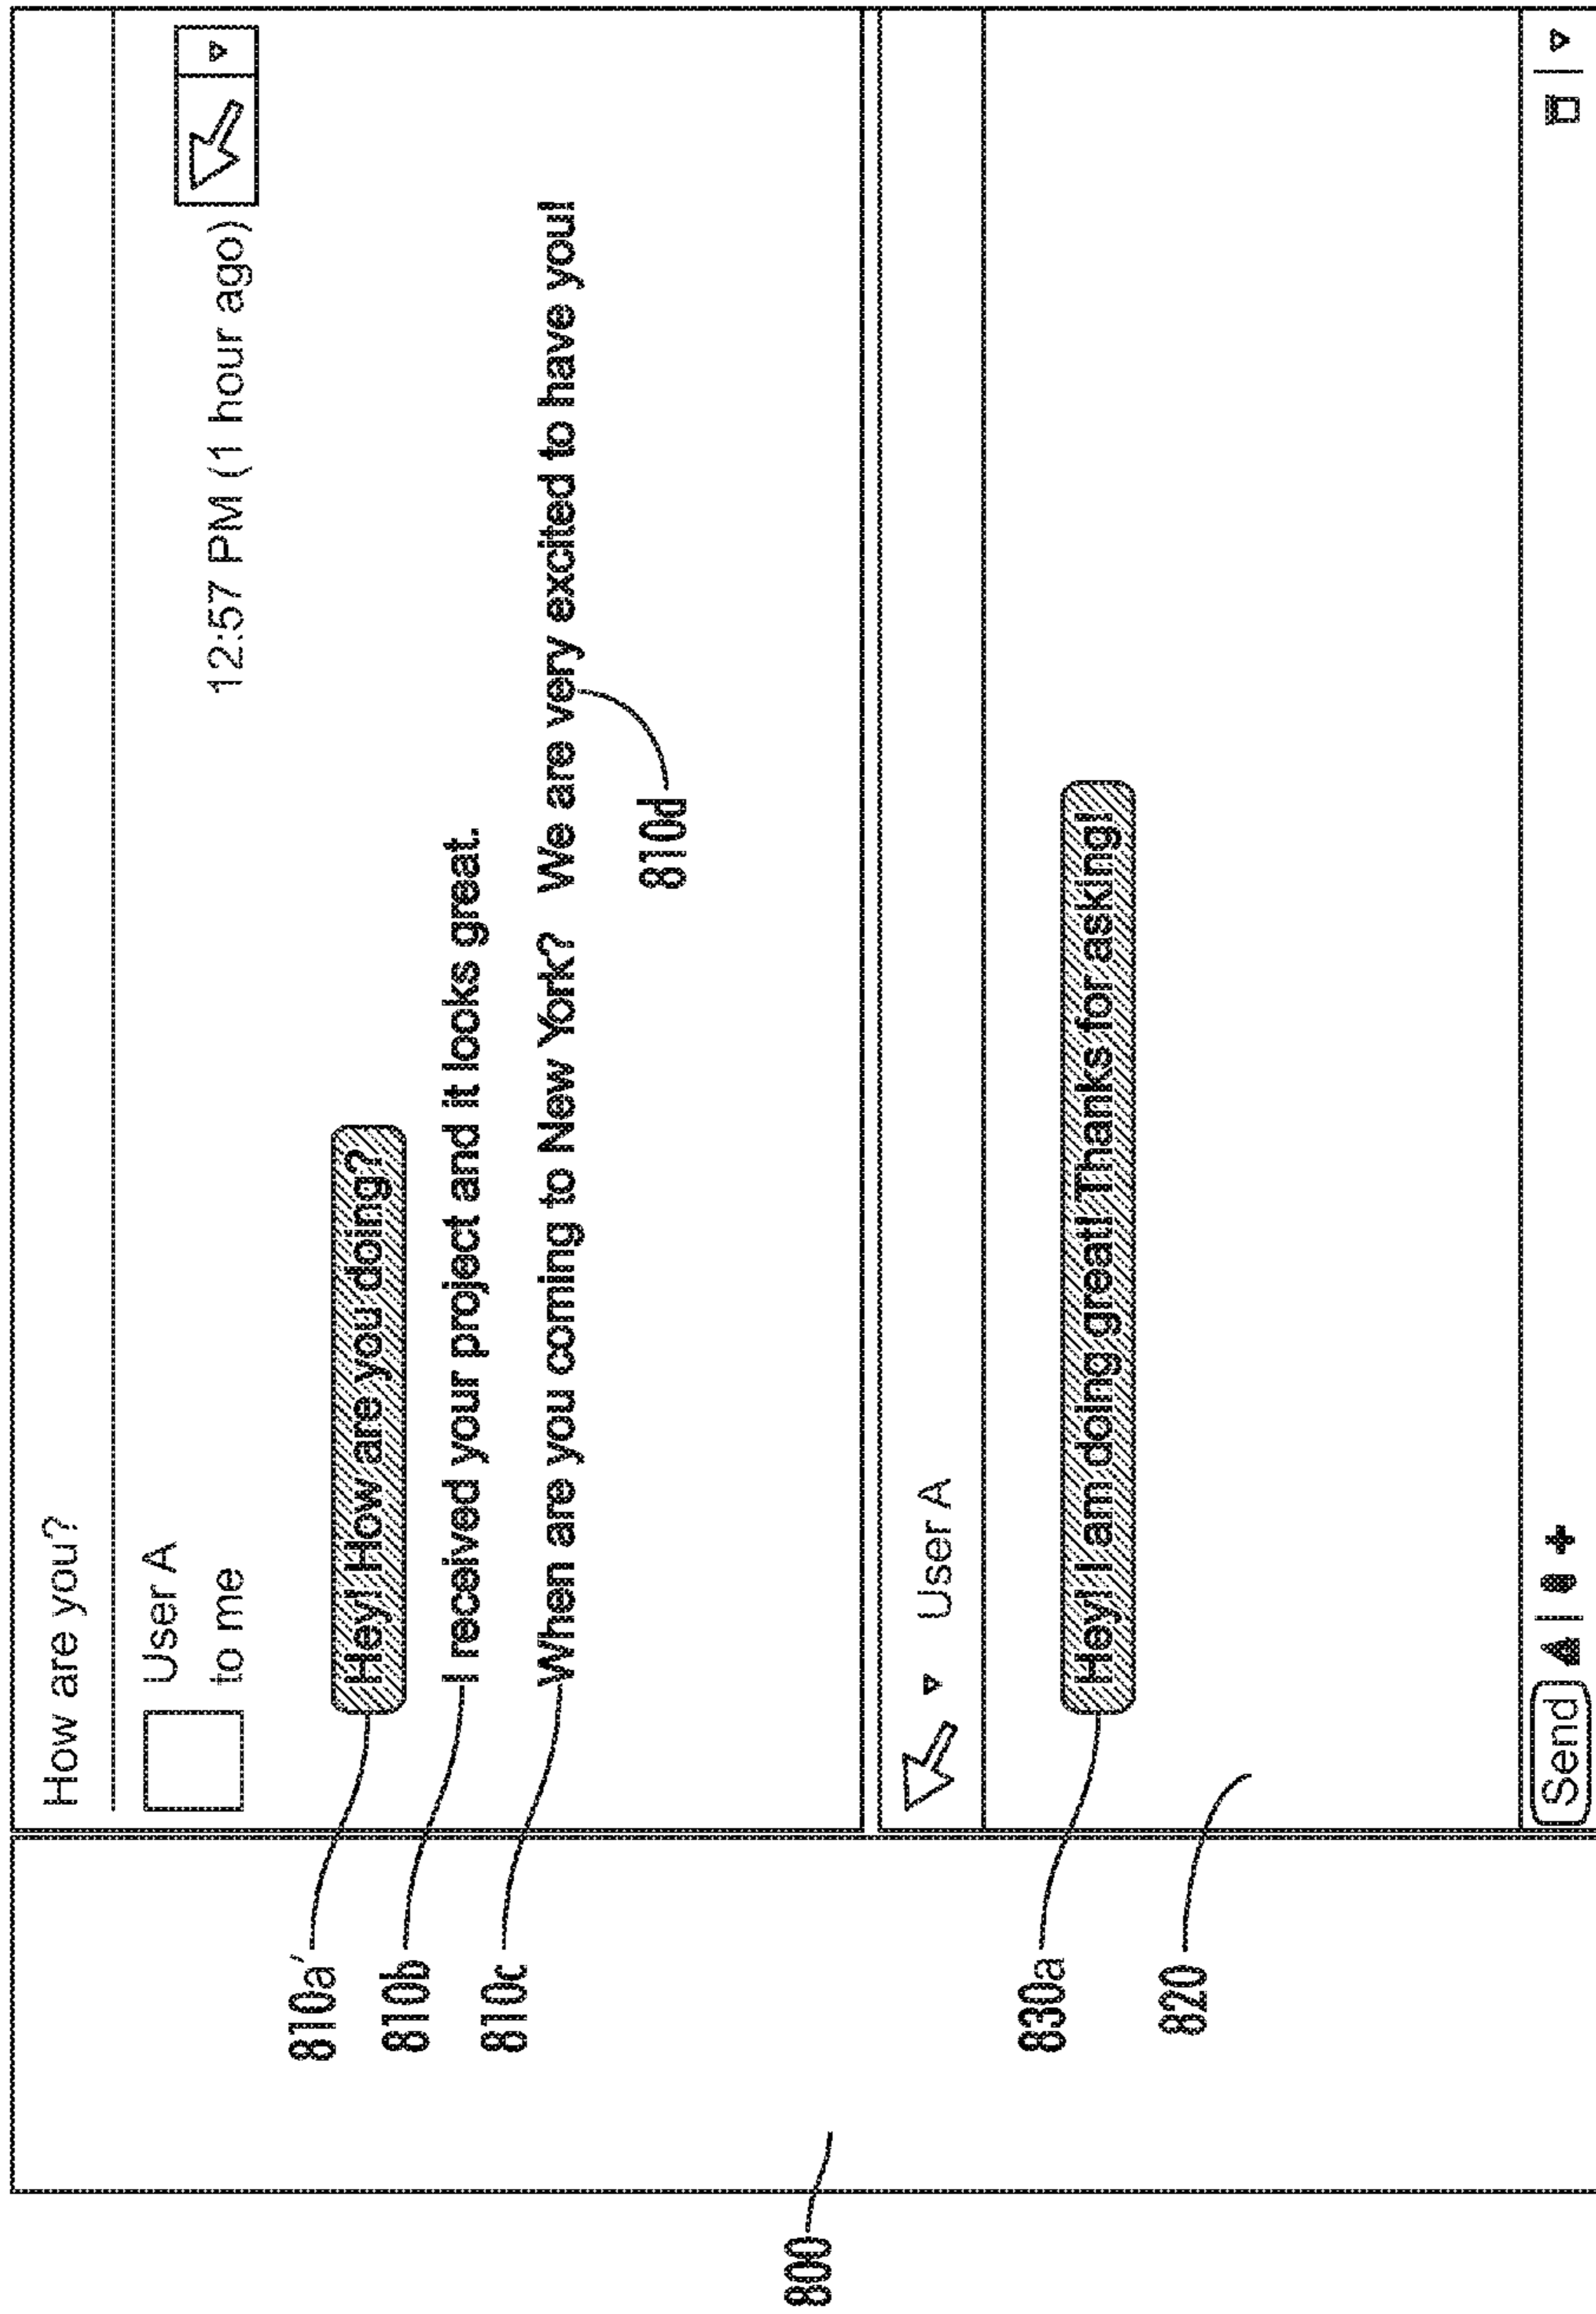 How are you?
User A
to me
12:57 PM (1 hour ago)
810a′ Hey! How are you doing?
810b I received your project and it looks great.
810c When are you coming to New York? We are very excited to have you!
810d
User A
830a Hey! I am doing great! Thanks for asking!
820
800
Send